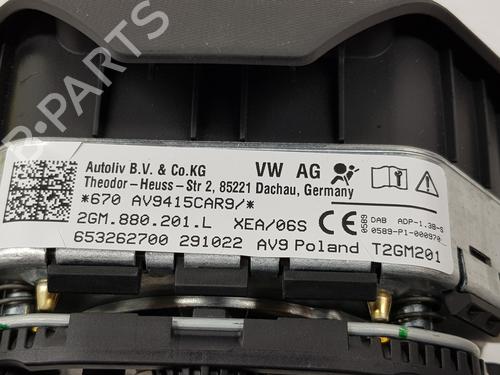 B-PARTS
Autoliv B.V. & Co.KG VW AG
Theodor-Heuss-Str 2, 85221 Dachau, Germany
*670 AV9415CAR9/*
2GM.880.201.L XEA/06S
653262700 291022 AV9 Poland T2GM201
CE 0589
DAB ADP-1.3B-S
0589-P1-000970